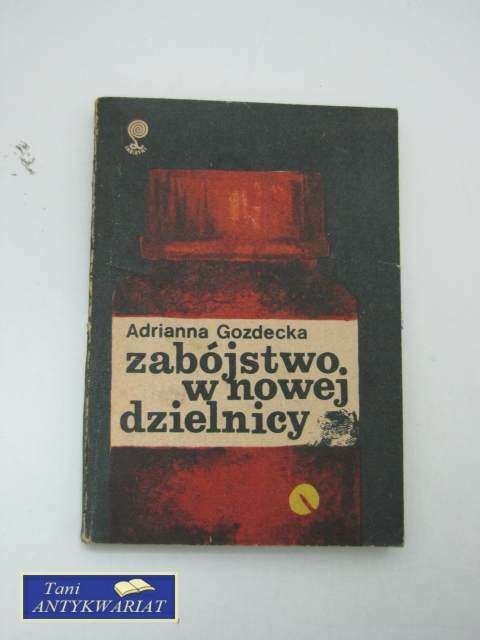 Adrianna Gozdecka
zabójstwo
w nowej
dzielnicy
Tani
ANTYKWARIAT